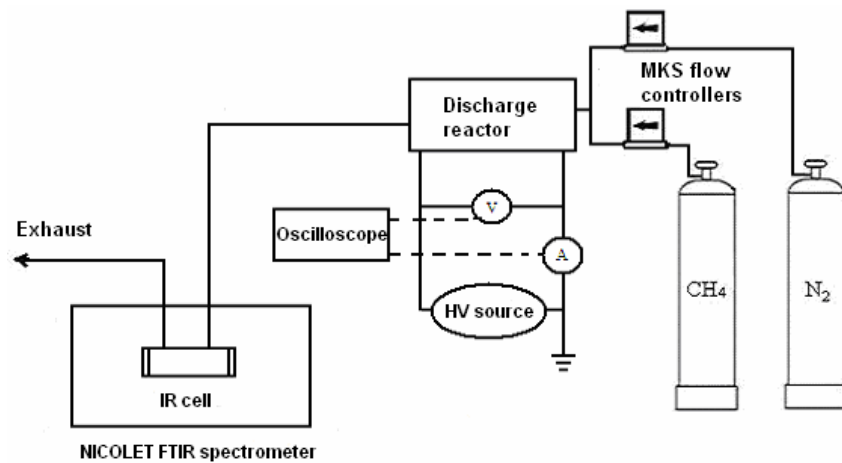 MKS flow
controllers
Discharge
reactor
V
Oscilloscope
A
Exhaust
HV source
CH₄
N₂
IR cell
NICOLET FTIR spectrometer